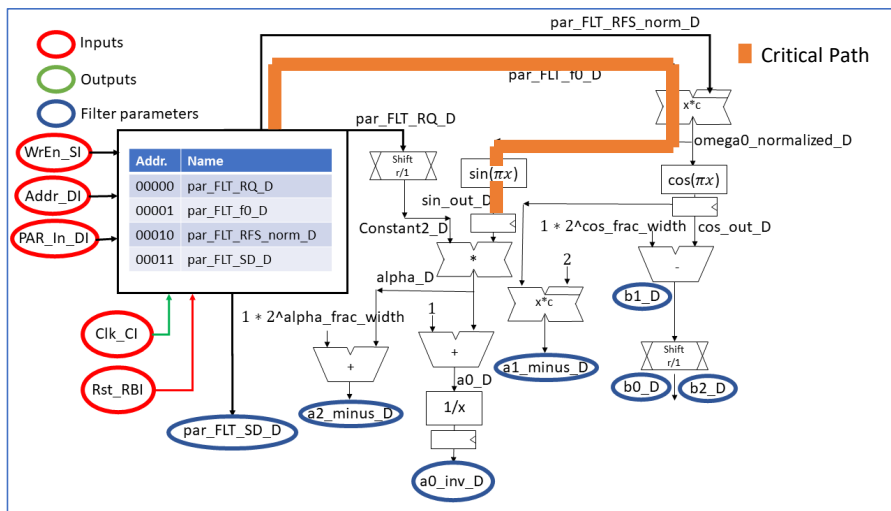 Inputs
Outputs
Filter parameters
par_FLT_RFS_norm_D
Critical Path
par_FLT_f0_D
x*c
par_FLT_RQ_D
omega0_normalized_D
WrEn_SI
Addr_DI
PAR_In_DI
Addr. Name
00000 par_FLT_RQ_D
00001 par_FLT_f0_D
00010 par_FLT_RFS_norm_D
00011 par_FLT_SD_D
Shift
r/1
sin(πx)
cos(πx)
sin_out_D
Constant2_D
1 * 2^cos_frac_width
cos_out_D
*
-
2
alpha_D
x*c
b1_D
1 * 2^alpha_frac_width
1
Clk_CI
+
+
a1_minus_D
Shift
r/1
Rst_RBI
a0_D
b0_D
b2_D
1/x
a2_minus_D
par_FLT_SD_D
a0_inv_D